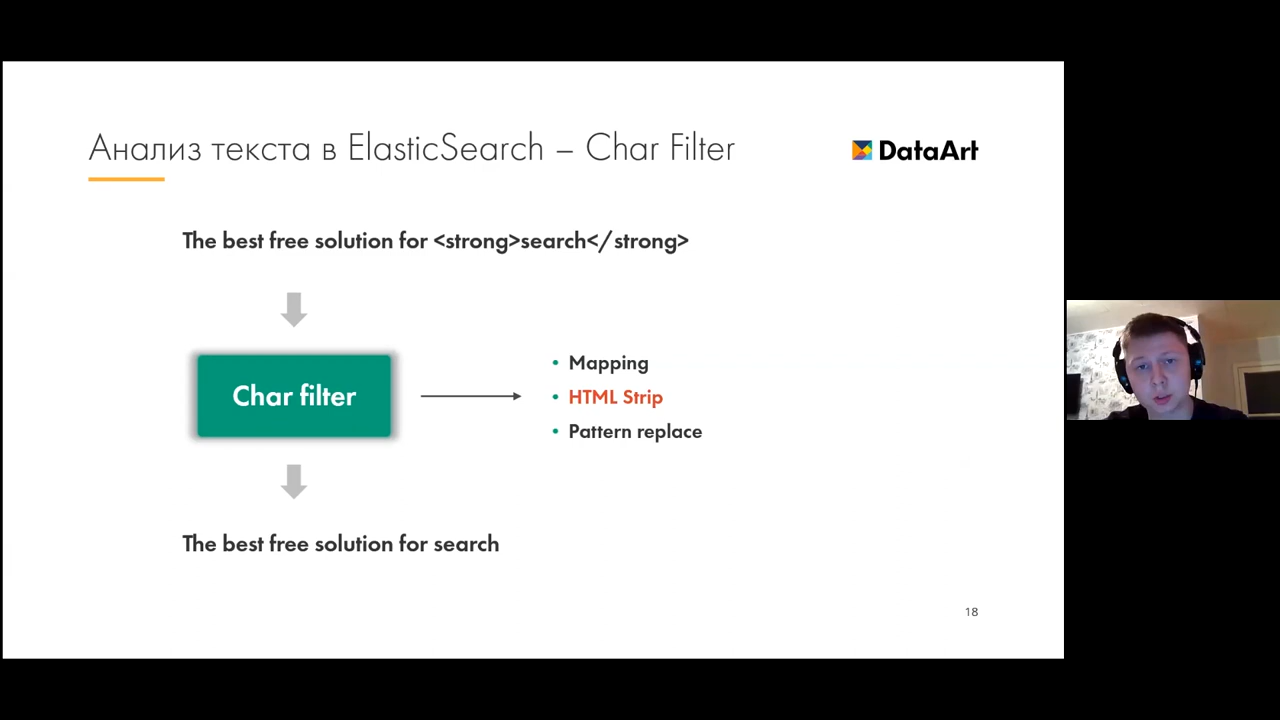 Анализ текста в ElasticSearch – Char Filter
DataArt
The best free solution for <strong>search</strong>
Char filter
• Mapping
• HTML Strip
• Pattern replace
The best free solution for search
18